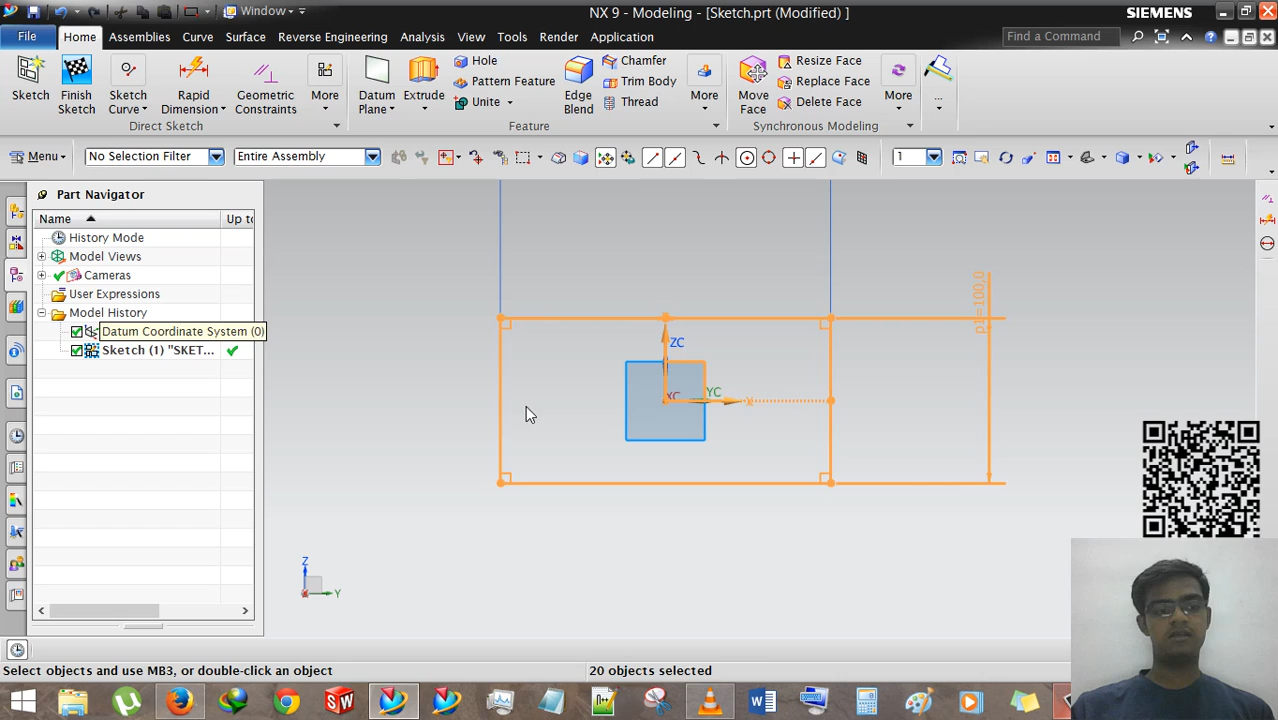 Window
NX 9 - Modeling - [Sketch.prt (Modified) ]
SIEMENS
File
Home
Assemblies
Curve
Surface
Reverse Engineering
Analysis
View
Tools
Render
Application
Find a Command
Sketch
Finish Sketch
Sketch Curve
Rapid Dimension
Geometric Constraints
More
Datum Plane
Extrude
Hole
Pattern Feature
Unite
Edge Blend
Chamfer
Trim Body
Thread
More
Move Face
Resize Face
Replace Face
Delete Face
More
...
Direct Sketch
Feature
Synchronous Modeling
Menu
No Selection Filter
Entire Assembly
1
Part Navigator
Name
Up to
History Mode
Model Views
Cameras
User Expressions
Model History
Datum Coordinate System (0)
Sketch (1) "SKET...
p1=100,0
ZC
XC
YC
X
Z
Y
Select objects and use MB3, or double-click an object
20 objects selected